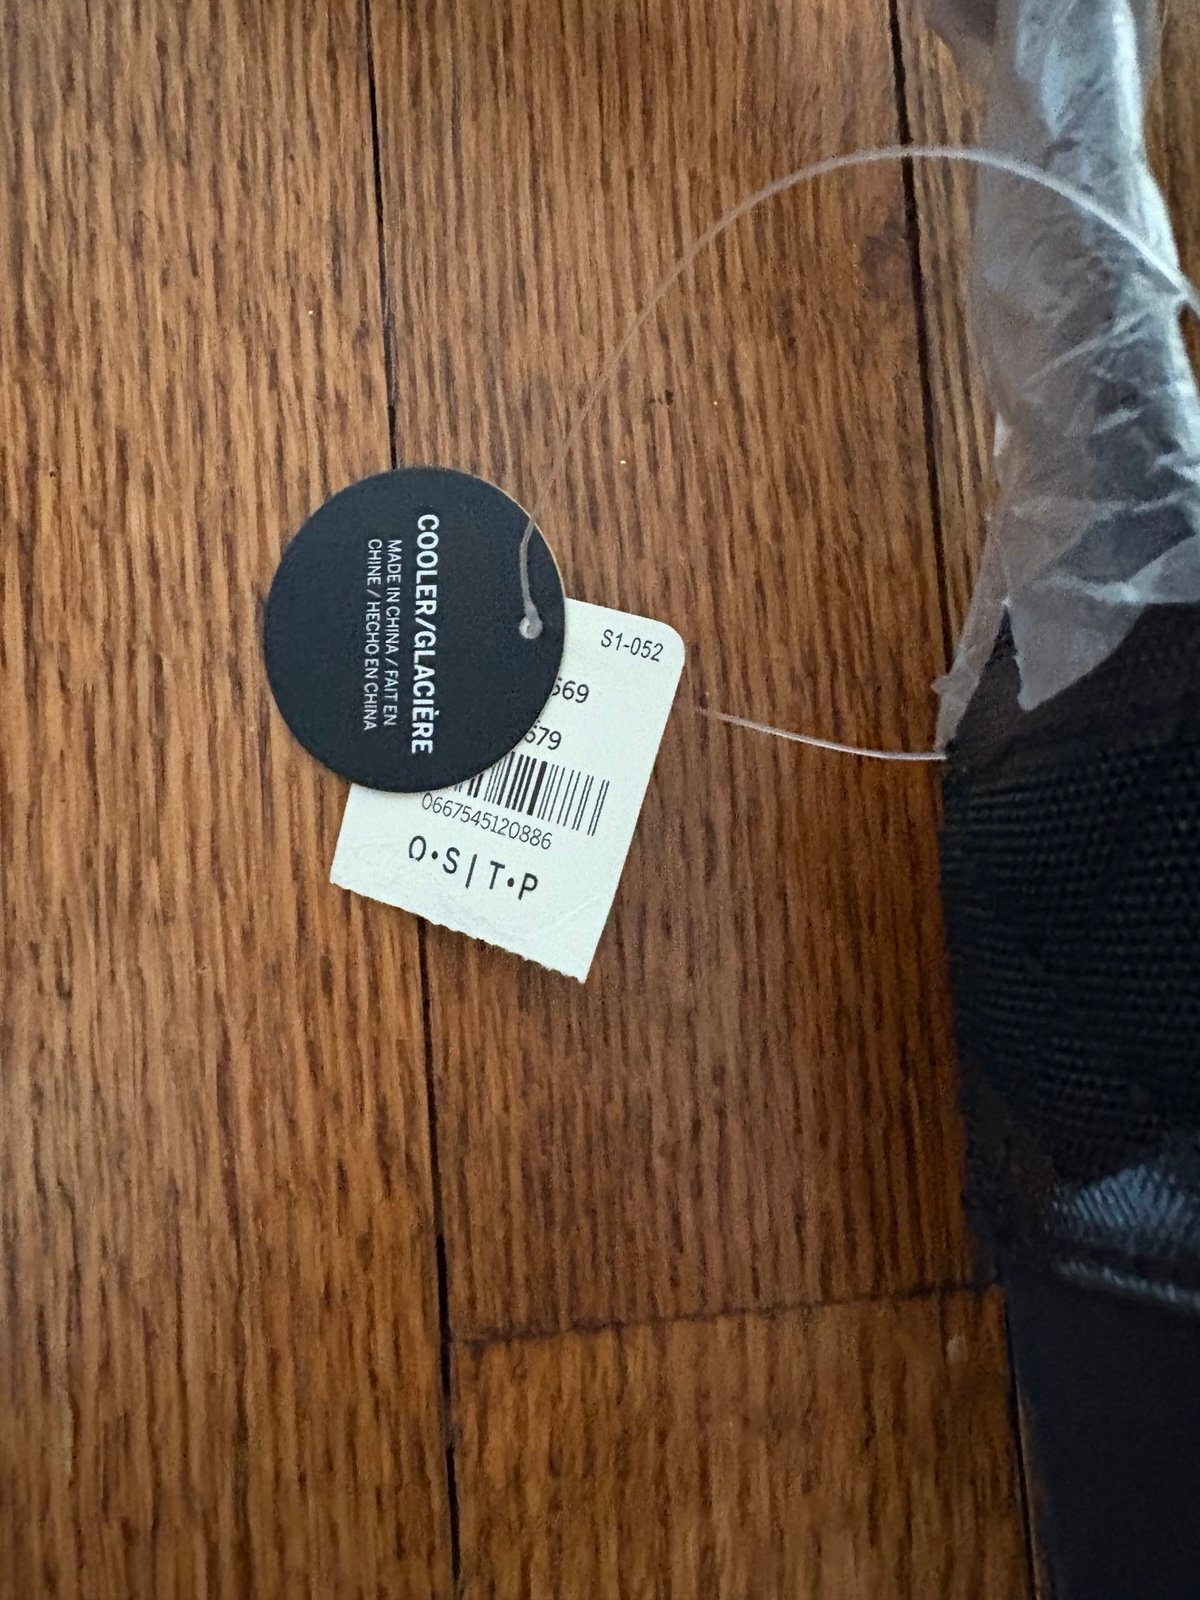 COOLER/GLACIÈRE
MADE IN CHINA / FAIT EN
CHINE / HECHO EN CHINA
S1-052
569
579
0667545120886
O•S | T•P